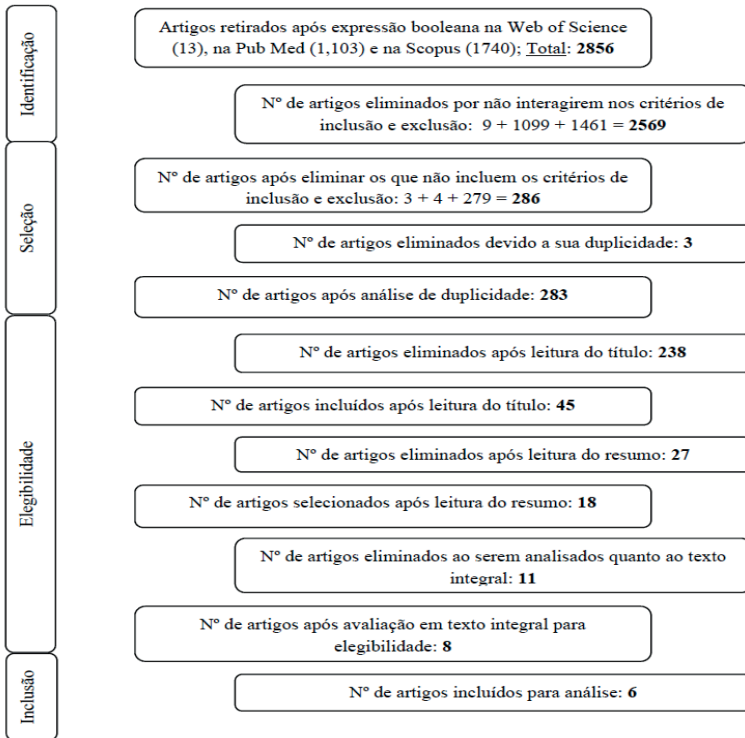 Identificação
Artigos retirados após expressão booleana na Web of Science
(13), na Pub Med (1,103) e na Scopus (1740); Total: 2856
Nº de artigos eliminados por não interagirem nos critérios de
inclusão e exclusão: 9 + 1099 + 1461 = 2569
Seleção
Nº de artigos após eliminar os que não incluem os critérios de
inclusão e exclusão: 3 + 4 + 279 = 286
Nº de artigos eliminados devido a sua duplicidade: 3
Nº de artigos após análise de duplicidade: 283
Elegibilidade
Nº de artigos eliminados após leitura do título: 238
Nº de artigos incluídos após leitura do título: 45
Nº de artigos eliminados após leitura do resumo: 27
Nº de artigos selecionados após leitura do resumo: 18
Nº de artigos eliminados ao serem analisados quanto ao texto
integral: 11
Nº de artigos após avaliação em texto integral para
elegibilidade: 8
Inclusão
Nº de artigos incluídos para análise: 6